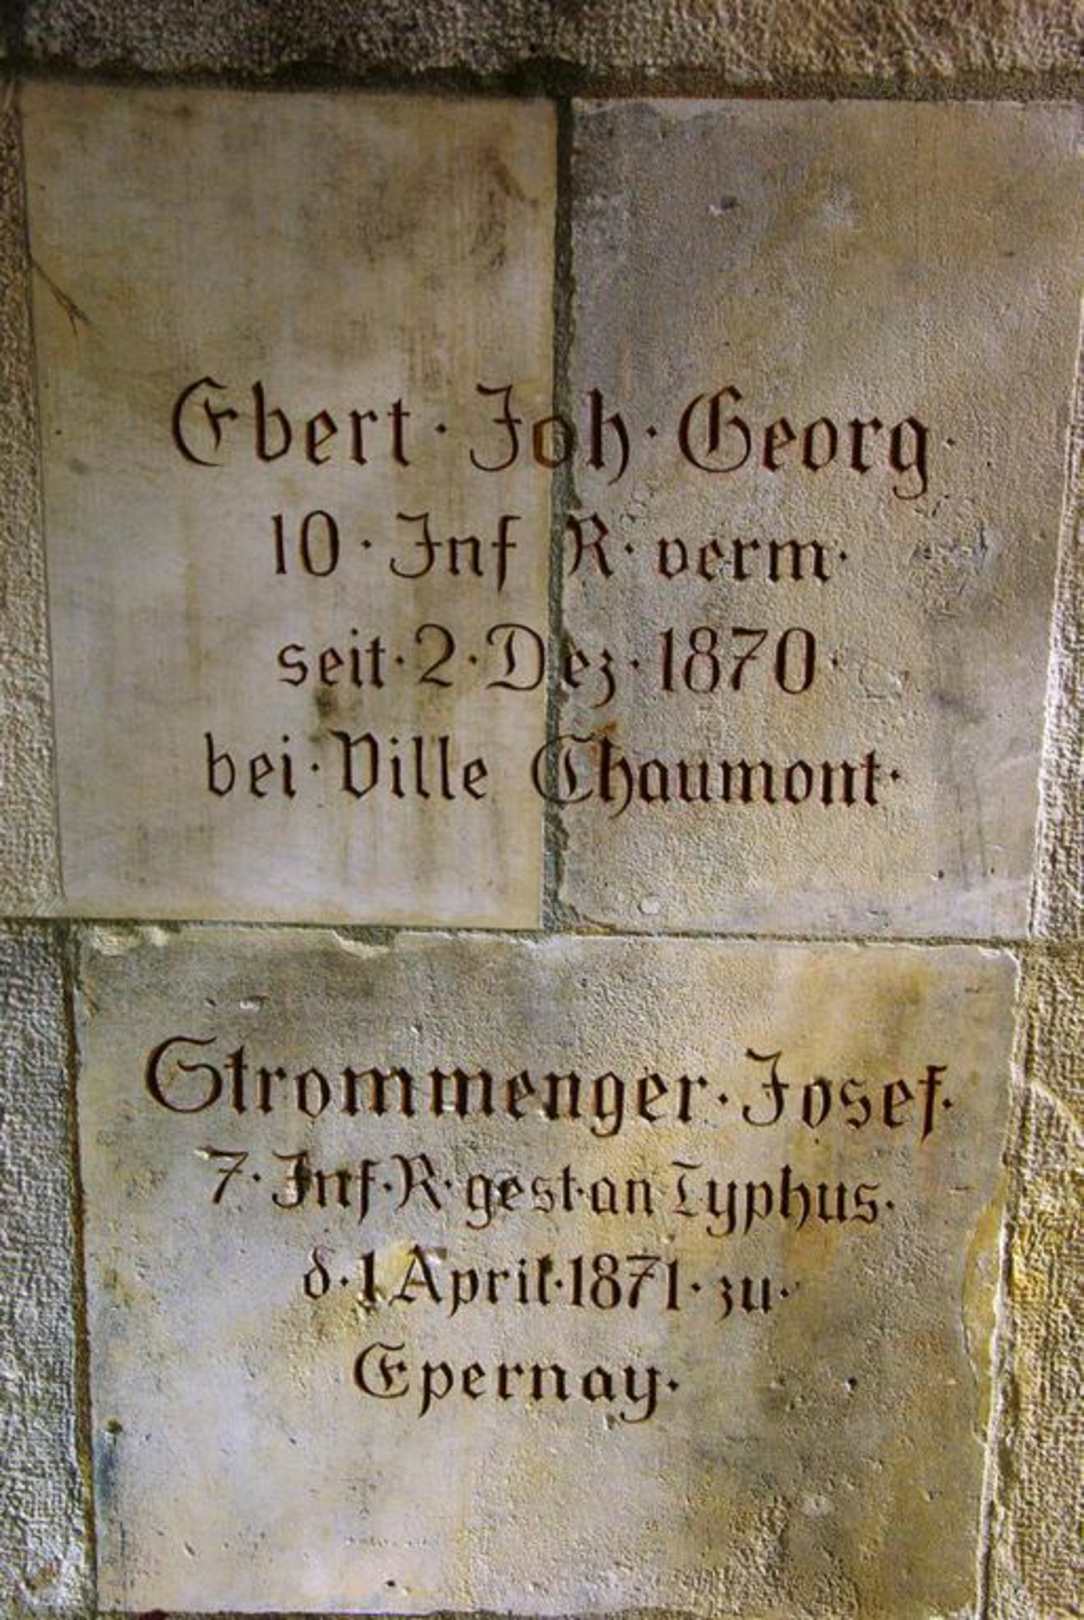 Ebert · Joh · Georg ·
10 · Inf R · verm ·
seit · 2 · Dez · 1870 ·
bei · Ville Chaumont ·
Strommenger · Josef ·
7 · Inf · R · gest · an Typhus ·
d · 1 April · 1871 · zu ·
Epernay ·